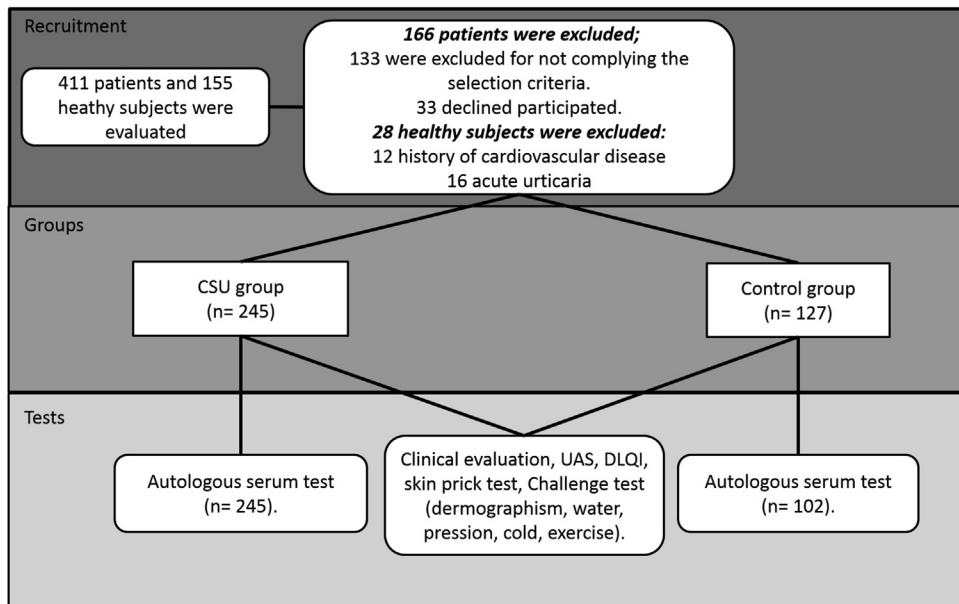 Recruitment
411 patients and 155
heathy subjects were
evaluated
166 patients were excluded;
133 were excluded for not complying the
selection criteria.
33 declined participated.
28 healthy subjects were excluded:
12 history of cardiovascular disease
16 acute urticaria
Groups
CSU group
(n= 245)
Control group
(n= 127)
Tests
Autologous serum test
(n= 245).
Clinical evaluation, UAS, DLQI,
skin prick test, Challenge test
(dermographism, water,
pression, cold, exercise).
Autologous serum test
(n= 102).